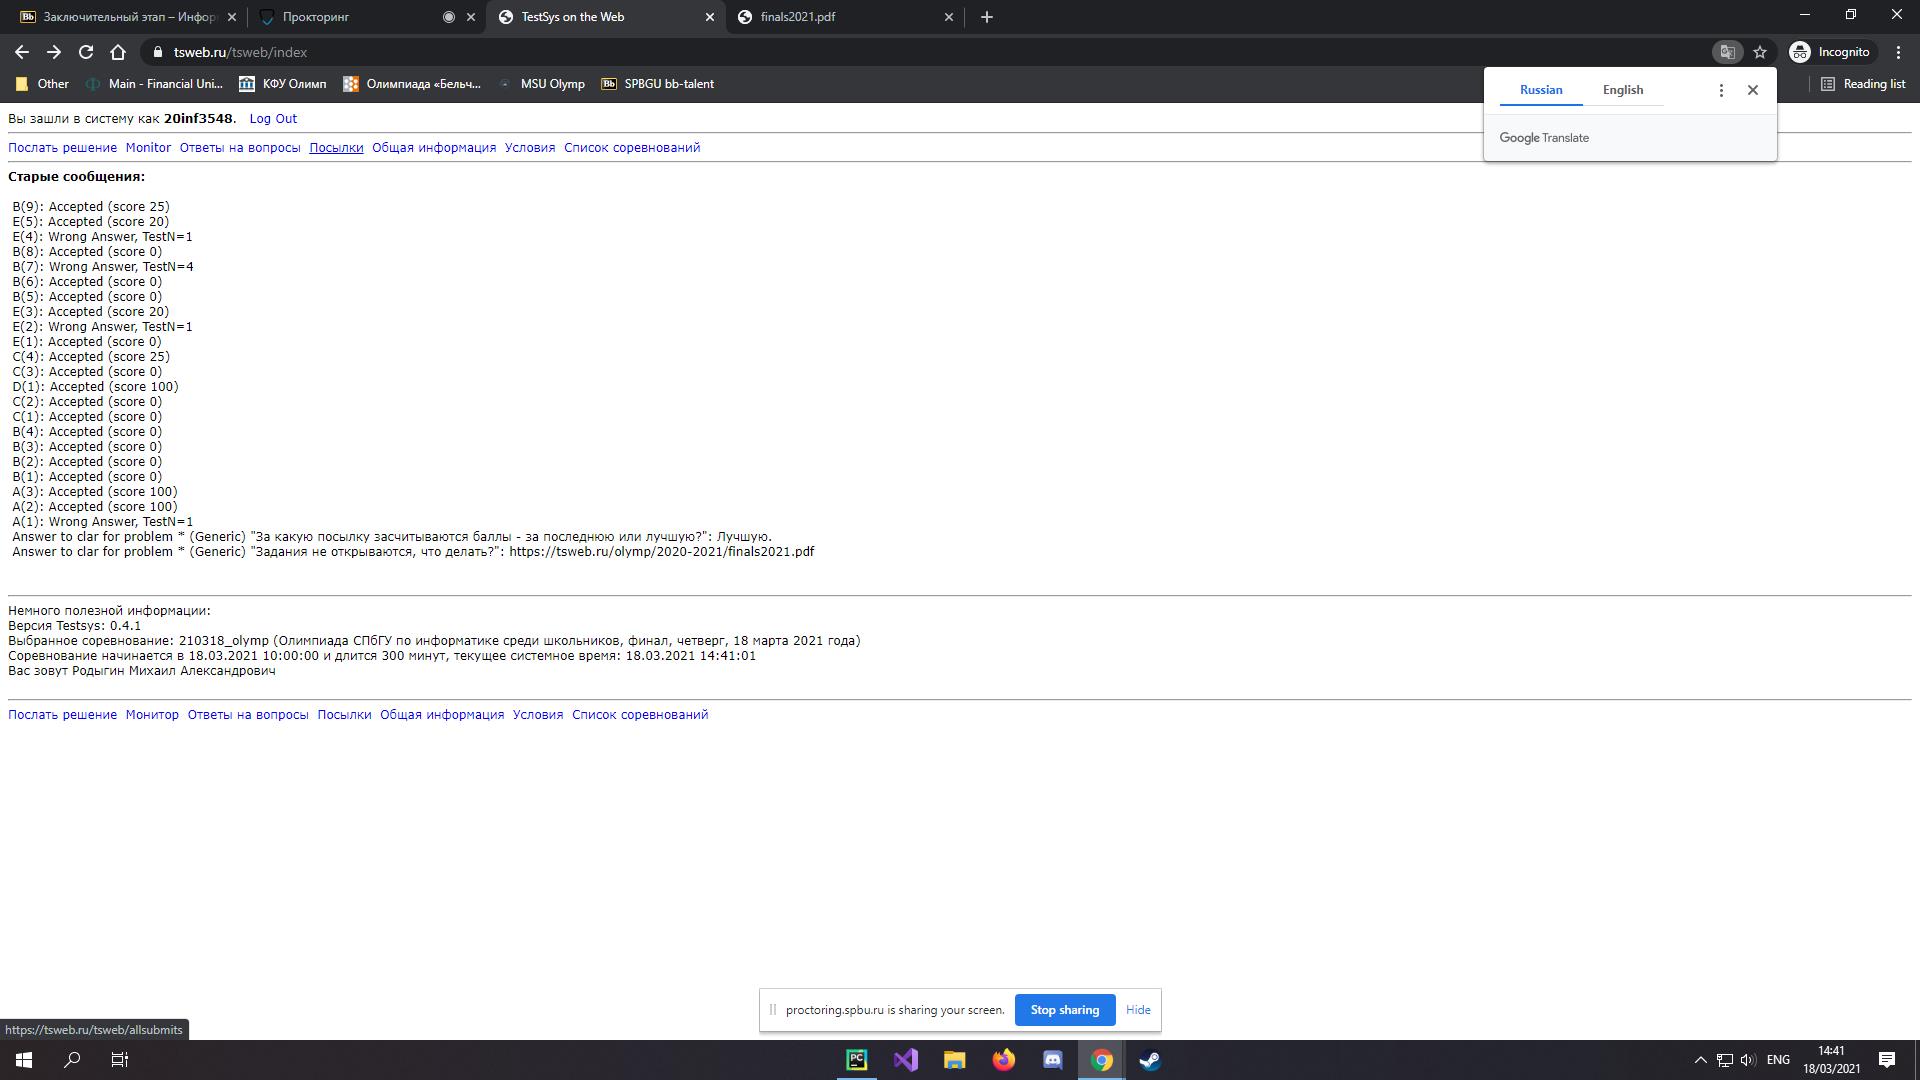 Заключительный этап – Инфор
Прокторинг
TestSys on the Web
finals2021.pdf
tsweb.ru/tsweb/index
Incognito
Other
Main - Financial Uni...
КФУ Олимп
Олимпиада «Бельч...
MSU Olymp
Bb SPBGU bb-talent
Reading list
Russian English
Google Translate
Вы зашли в систему как 20inf3548. Log Out
Послать решение Monitor Ответы на вопросы Посылки Общая информация Условия Список соревнований
Старые сообщения:
B(9): Accepted (score 25)
E(5): Accepted (score 20)
E(4): Wrong Answer, TestN=1
B(8): Accepted (score 0)
B(7): Wrong Answer, TestN=4
B(6): Accepted (score 0)
B(5): Accepted (score 0)
E(3): Accepted (score 20)
E(2): Wrong Answer, TestN=1
E(1): Accepted (score 0)
C(4): Accepted (score 25)
C(3): Accepted (score 0)
D(1): Accepted (score 100)
C(2): Accepted (score 0)
C(1): Accepted (score 0)
B(4): Accepted (score 0)
B(3): Accepted (score 0)
B(2): Accepted (score 0)
B(1): Accepted (score 0)
A(3): Accepted (score 100)
A(2): Accepted (score 100)
A(1): Wrong Answer, TestN=1
Answer to clar for problem * (Generic) "За какую посылку засчитываются баллы - за последнюю или лучшую?": Лучшую.
Answer to clar for problem * (Generic) "Задания не открываются, что делать?": https://tsweb.ru/olymp/2020-2021/finals2021.pdf
Немного полезной информации:
Версия Testsys: 0.4.1
Выбранное соревнование: 210318_olymp (Олимпиада СПбГУ по информатике среди школьников, финал, четверг, 18 марта 2021 года)
Соревнование начинается в 18.03.2021 10:00:00 и длится 300 минут, текущее системное время: 18.03.2021 14:41:01
Вас зовут Родыгин Михаил Александрович
Послать решение Монитор Ответы на вопросы Посылки Общая информация Условия Список соревнований
proctoring.spbu.ru is sharing your screen. Stop sharing Hide
https://tsweb.ru/tsweb/allsubmits
PC
ENG
14:41
18/03/2021